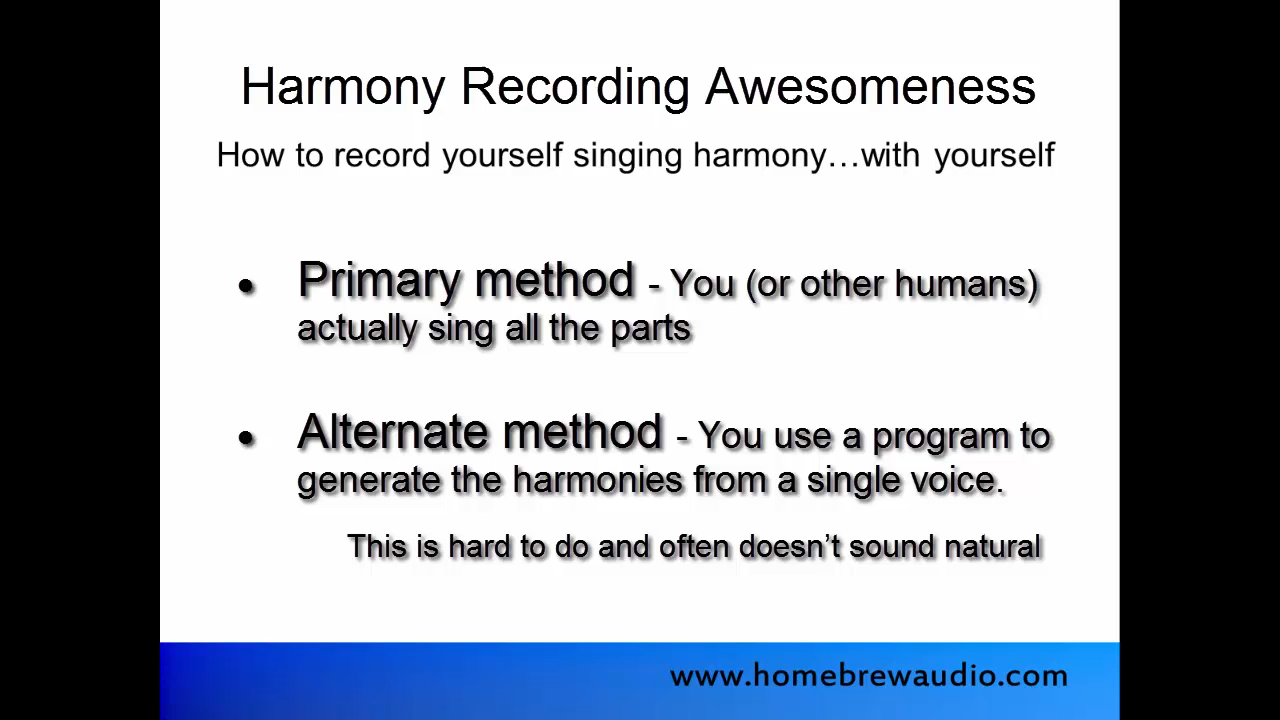 Harmony Recording Awesomeness
How to record yourself singing harmony…with yourself
• Primary method - You (or other humans)
actually sing all the parts
• Alternate method - You use a program to
generate the harmonies from a single voice.
This is hard to do and often doesn’t sound natural
www.homebrewaudio.com